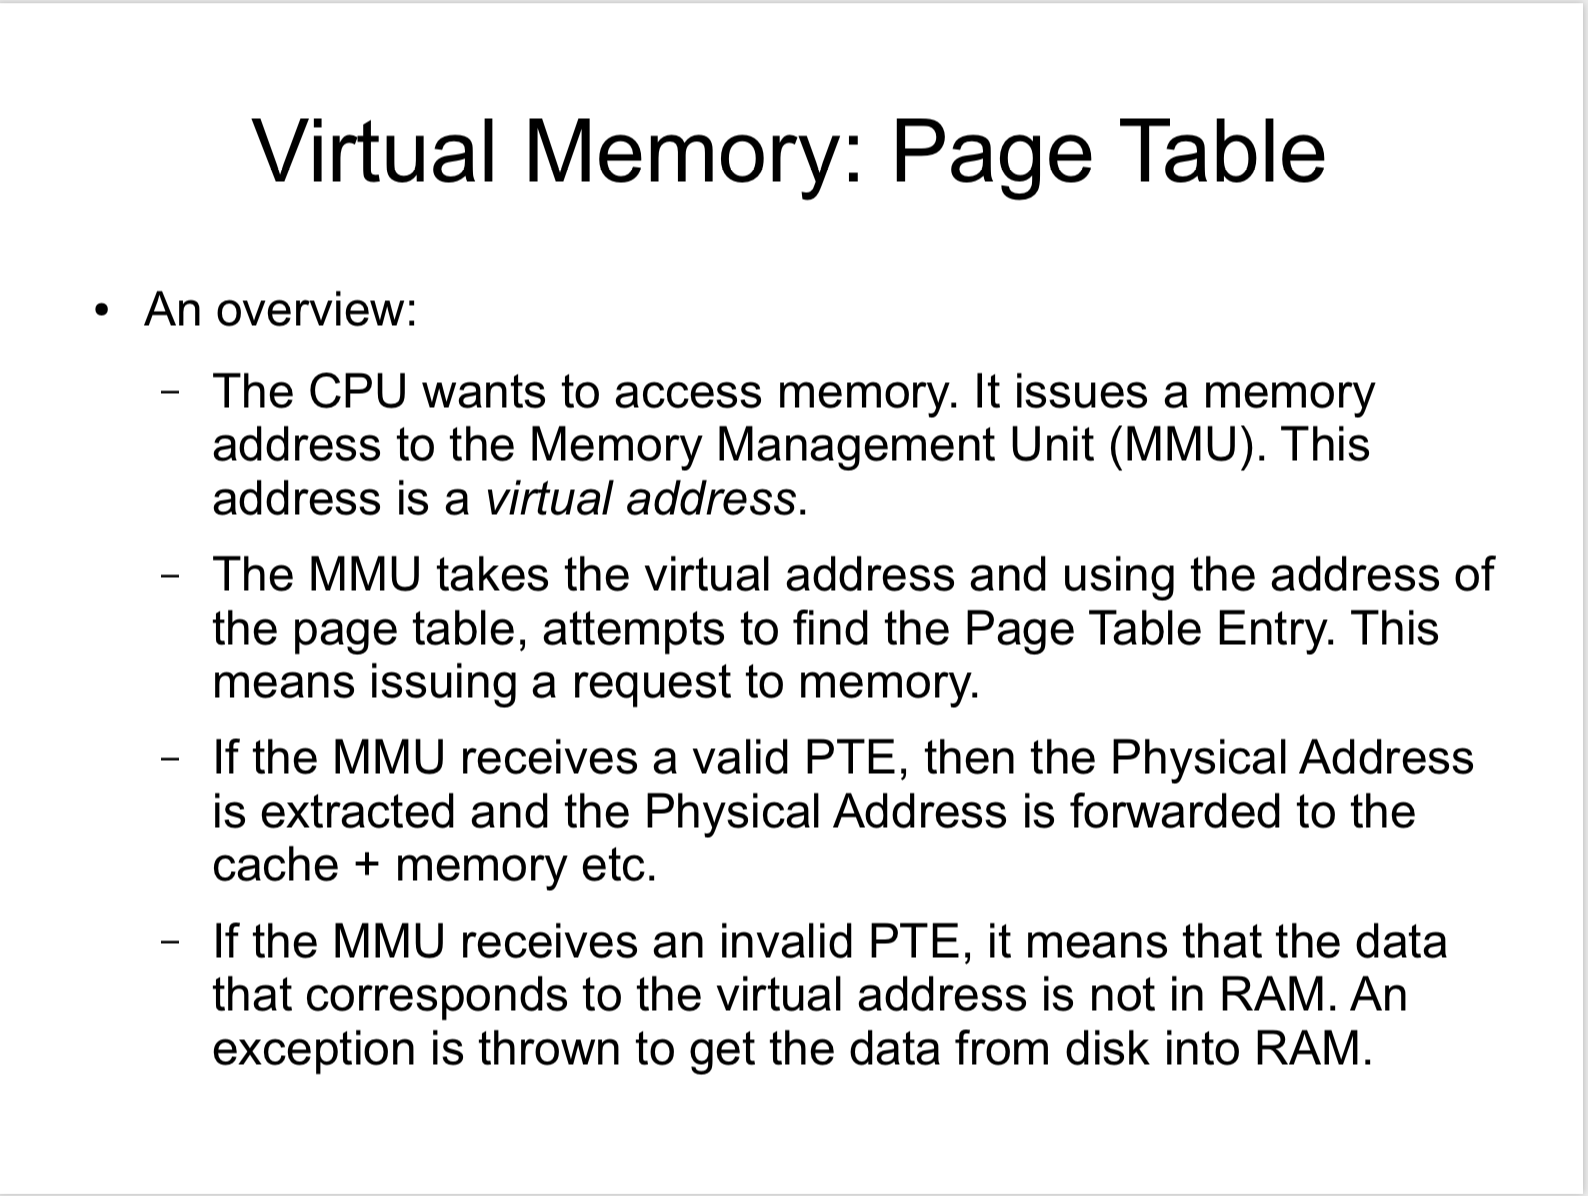 Virtual Memory: Page Table
• An overview:
– The CPU wants to access memory. It issues a memory
address to the Memory Management Unit (MMU). This
address is a virtual address.
– The MMU takes the virtual address and using the address of
the page table, attempts to find the Page Table Entry. This
means issuing a request to memory.
– If the MMU receives a valid PTE, then the Physical Address
is extracted and the Physical Address is forwarded to the
cache + memory etc.
– If the MMU receives an invalid PTE, it means that the data
that corresponds to the virtual address is not in RAM. An
exception is thrown to get the data from disk into RAM.